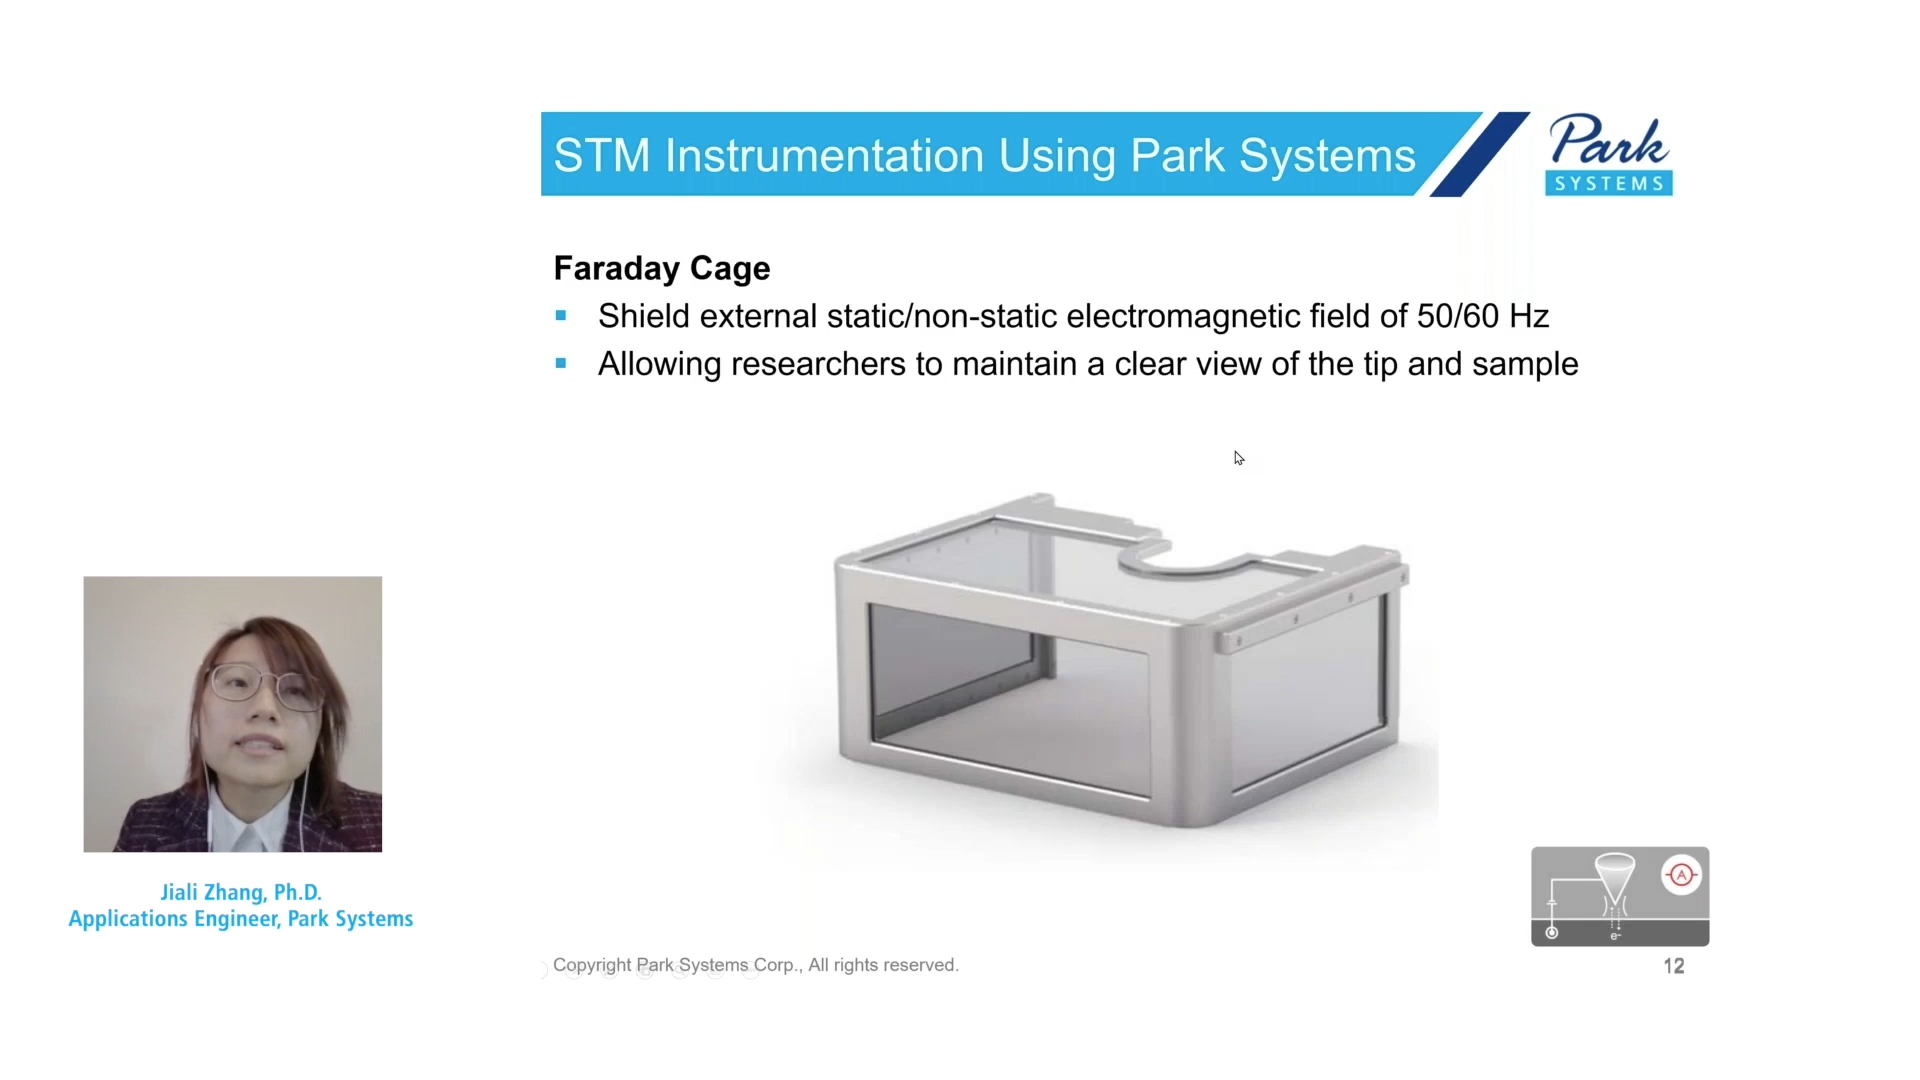 STM Instrumentation Using Park Systems
Park
SYSTEMS
Faraday Cage
Shield external static/non-static electromagnetic field of 50/60 Hz
Allowing researchers to maintain a clear view of the tip and sample
Jiali Zhang, Ph.D.
Applications Engineer, Park Systems
A
e-
Copyright Park Systems Corp., All rights reserved.
12